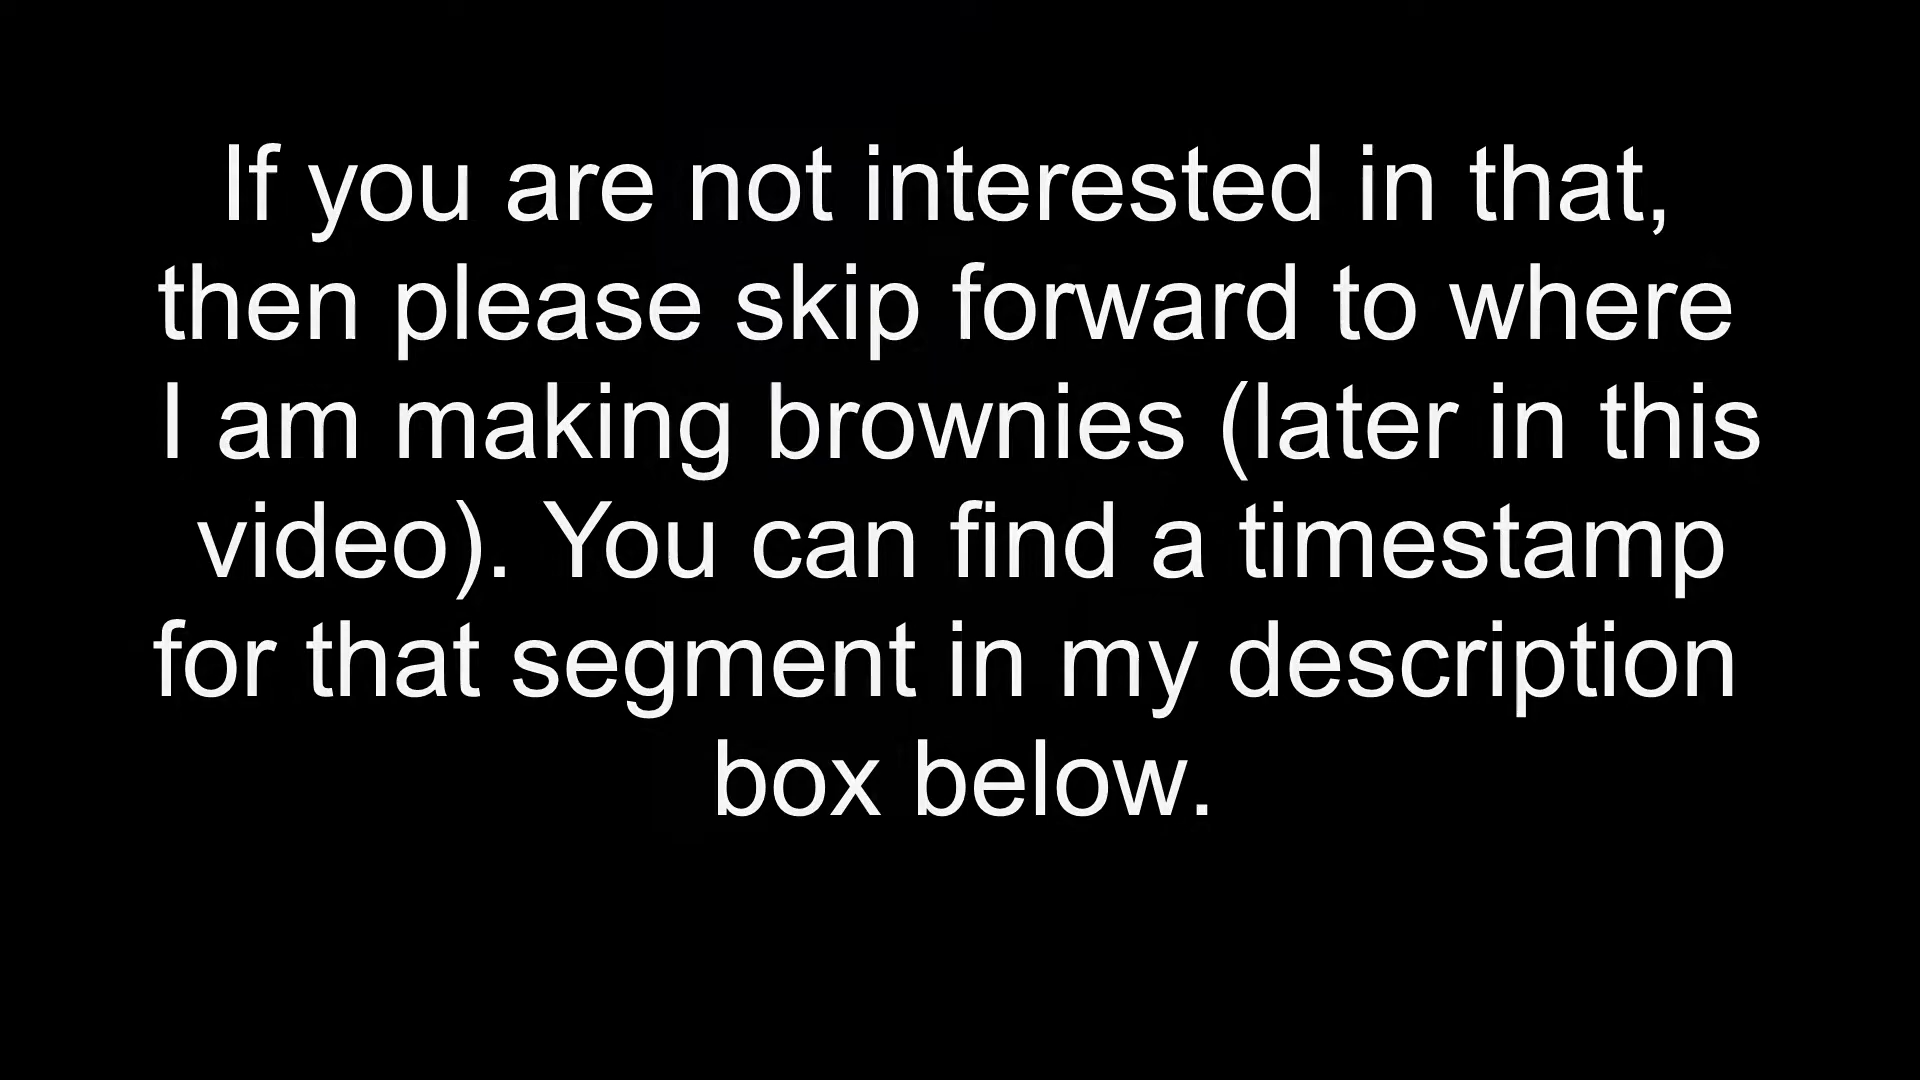 If you are not interested in that,
then please skip forward to where
I am making brownies (later in this
video). You can find a timestamp
for that segment in my description
box below.